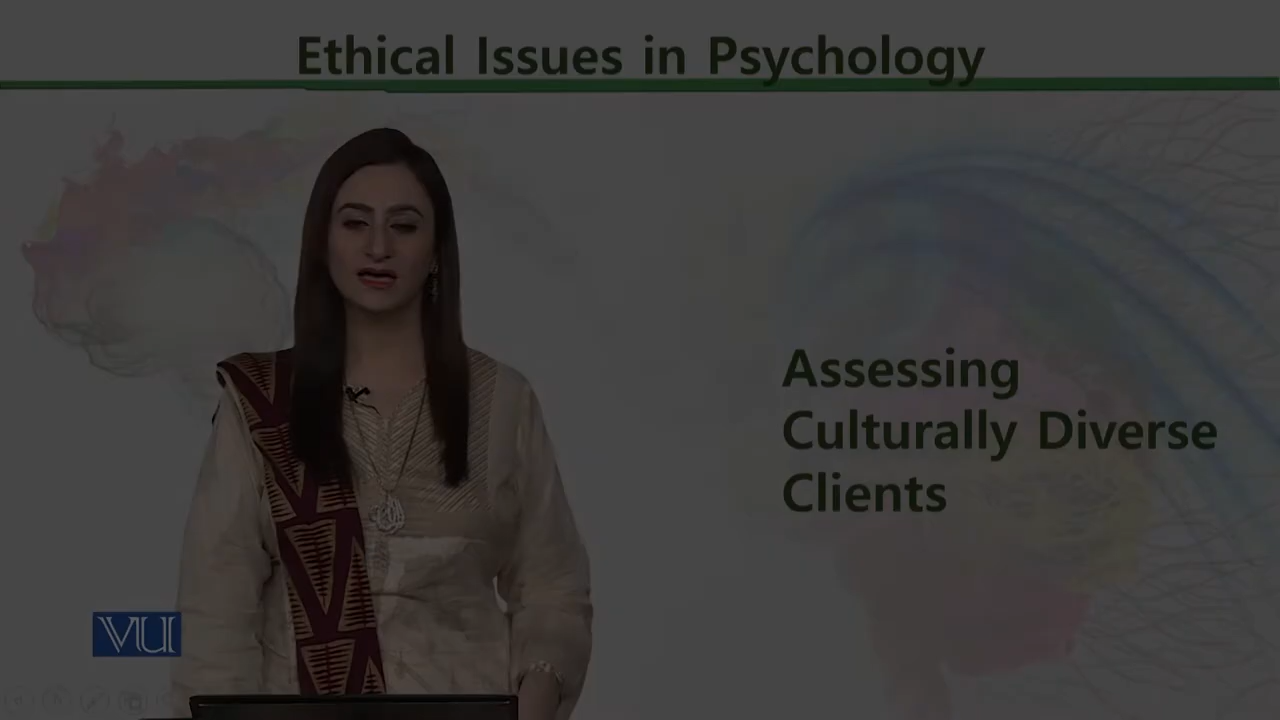 Ethical Issues in Psychology
Assessing
Culturally Diverse
Clients
VU